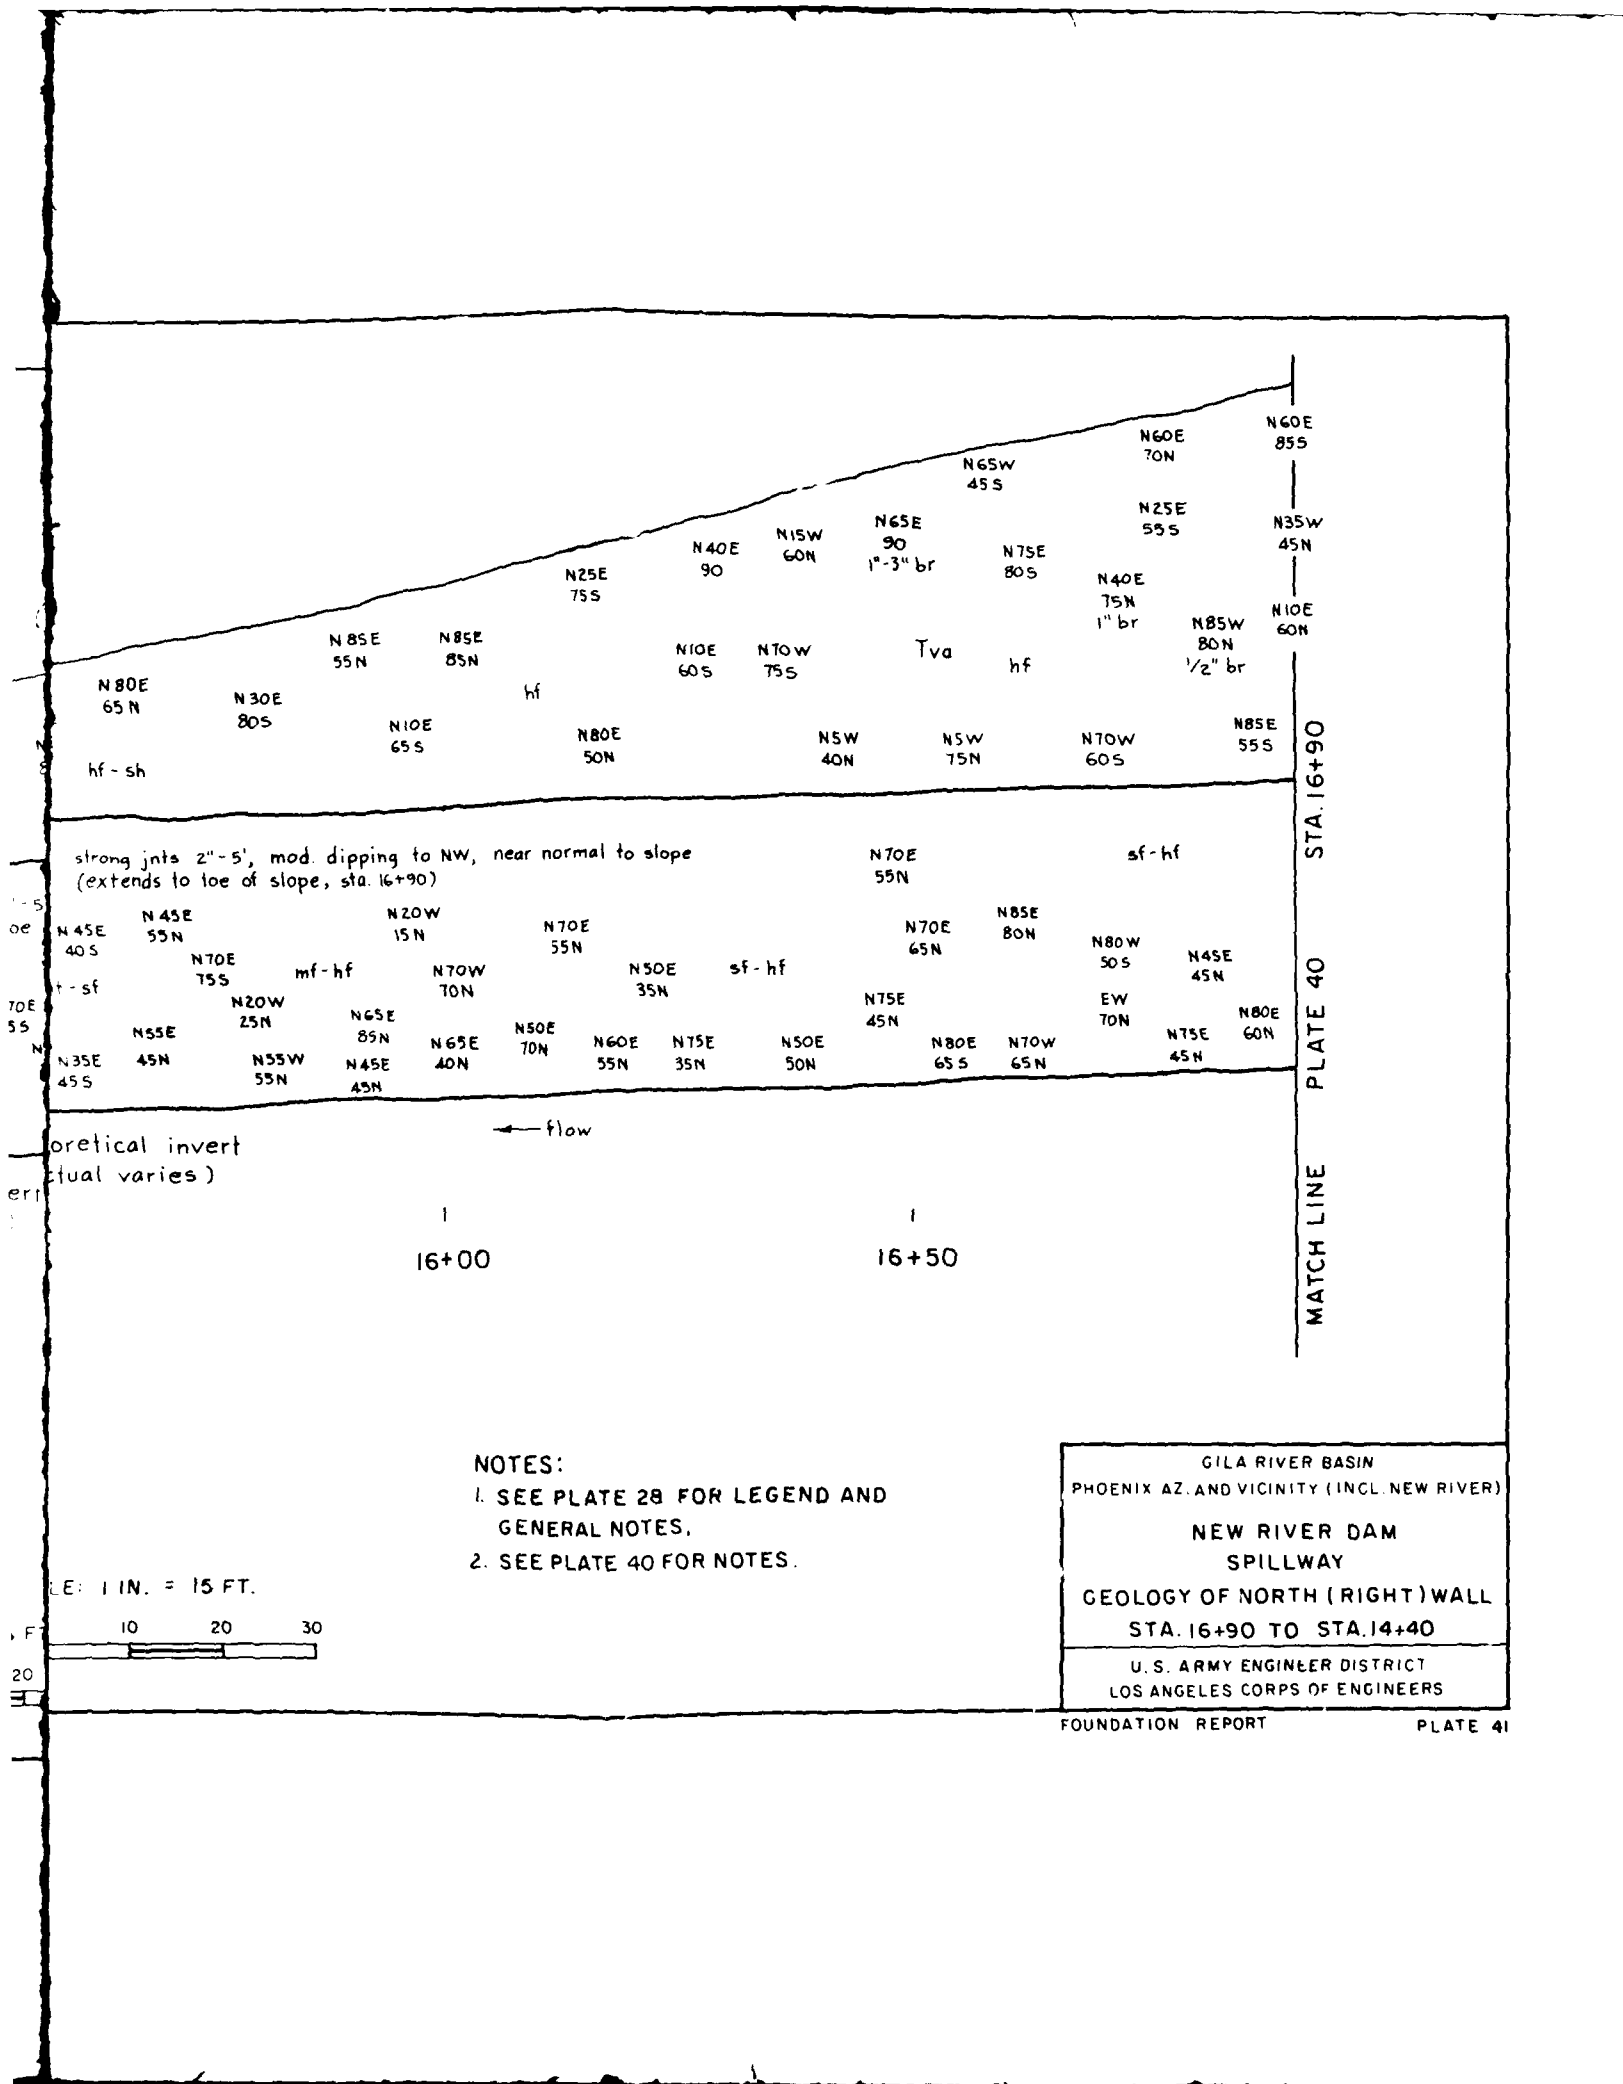 N60E
85S
N60E
70N
N65W
45S
N25E
55S
N35W
45N
N65E
90
1"-3" br
N15W
60N
N40E
90
N75E
80S
N25E
75S
N40E
75N
1" br
N10E
60N
N85W
80N
1/2" br
N85E
55N
N85E
85N
N10E
60S
N70W
75S
Tva
hf
hf
N80E
65N
N30E
80S
N10E
65S
N80E
50N
N5W
40N
N5W
75N
N70W
60S
N85E
55S
hf - sh
STA. 16+90
strong jnts 2"-5', mod. dipping to NW, near normal to slope
(extends to toe of slope, sta. 16+90)
N70E
55N
sf-hf
N45E
40S
N45E
55N
N20W
15N
N70E
55N
N70E
65N
N85E
80N
N80W
50S
N45E
45N
N70E
75S
mf-hf
N70W
70N
N50E
35N
sf-hf
- sf
70E
5S
N20W
25N
N75E
45N
EW
70N
N80E
60N
N55E
45N
N65E
85N
N65E
40N
N50E
70N
N60E
55N
N75E
35N
N50E
50N
N80E
65S
N70W
65N
N75E
45N
N35E
45S
N55W
55N
N45E
45N
PLATE 40
flow
oretical invert
tual varies)
16+00
16+50
MATCH LINE
NOTES:
1. SEE PLATE 28 FOR LEGEND AND
GENERAL NOTES.
2. SEE PLATE 40 FOR NOTES.
LE: 1 IN. = 15 FT.
10 20 30
20
GILA RIVER BASIN
PHOENIX AZ. AND VICINITY (INCL. NEW RIVER)
NEW RIVER DAM
SPILLWAY
GEOLOGY OF NORTH (RIGHT) WALL
STA. 16+90 TO STA. 14+40
U.S. ARMY ENGINEER DISTRICT
LOS ANGELES CORPS OF ENGINEERS
FOUNDATION REPORT PLATE 41